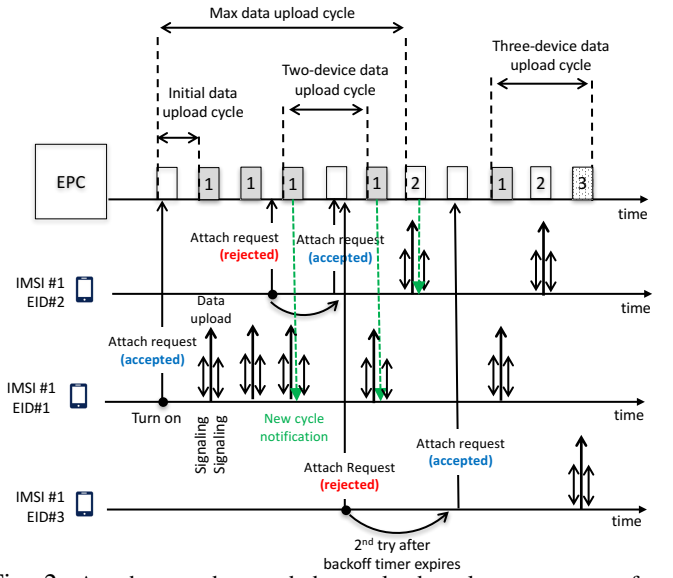 Max data upload cycle
Three-device data
upload cycle
Two-device data
upload cycle
Initial data
upload cycle
EPC
1
1
1
1
2
1
2
3
time
Attach request
(rejected)
Attach request
(accepted)
IMSI #1
EID#2
time
Data
upload
Attach request
(accepted)
IMSI #1
EID#1
Turn on
Signaling
Signaling
New cycle
notification
time
Attach request
(accepted)
Attach Request
(rejected)
IMSI #1
EID#3
time
2nd try after
backoff timer expires